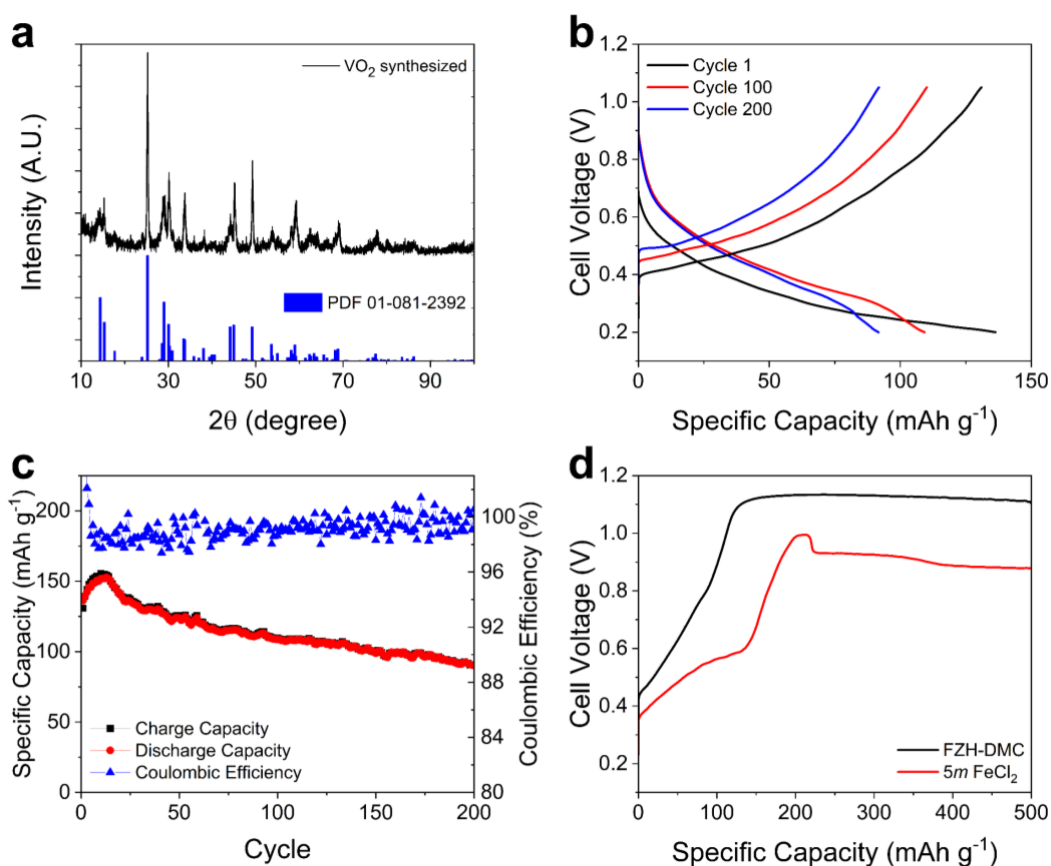 a
VO₂ synthesized
PDF 01-081-2392
Intensity (A.U.)
10 30 50 70 90
2θ (degree)
b
Cycle 1
Cycle 100
Cycle 200
Cell Voltage (V)
1.2
1.0
0.8
0.6
0.4
0.2
0 50 100 150
Specific Capacity (mAh g⁻¹)
c
Specific Capacity (mAh g⁻¹)
200
150
100
50
0
Charge Capacity
Discharge Capacity
Coulombic Efficiency
100
96
92
88
84
80
Coulombic Efficiency (%)
0 50 100 150 200
Cycle
d
Cell Voltage (V)
1.2
1.0
0.8
0.6
0.4
0.2
FZH-DMC
5m FeCl₂
0 100 200 300 400 500
Specific Capacity (mAh g⁻¹)